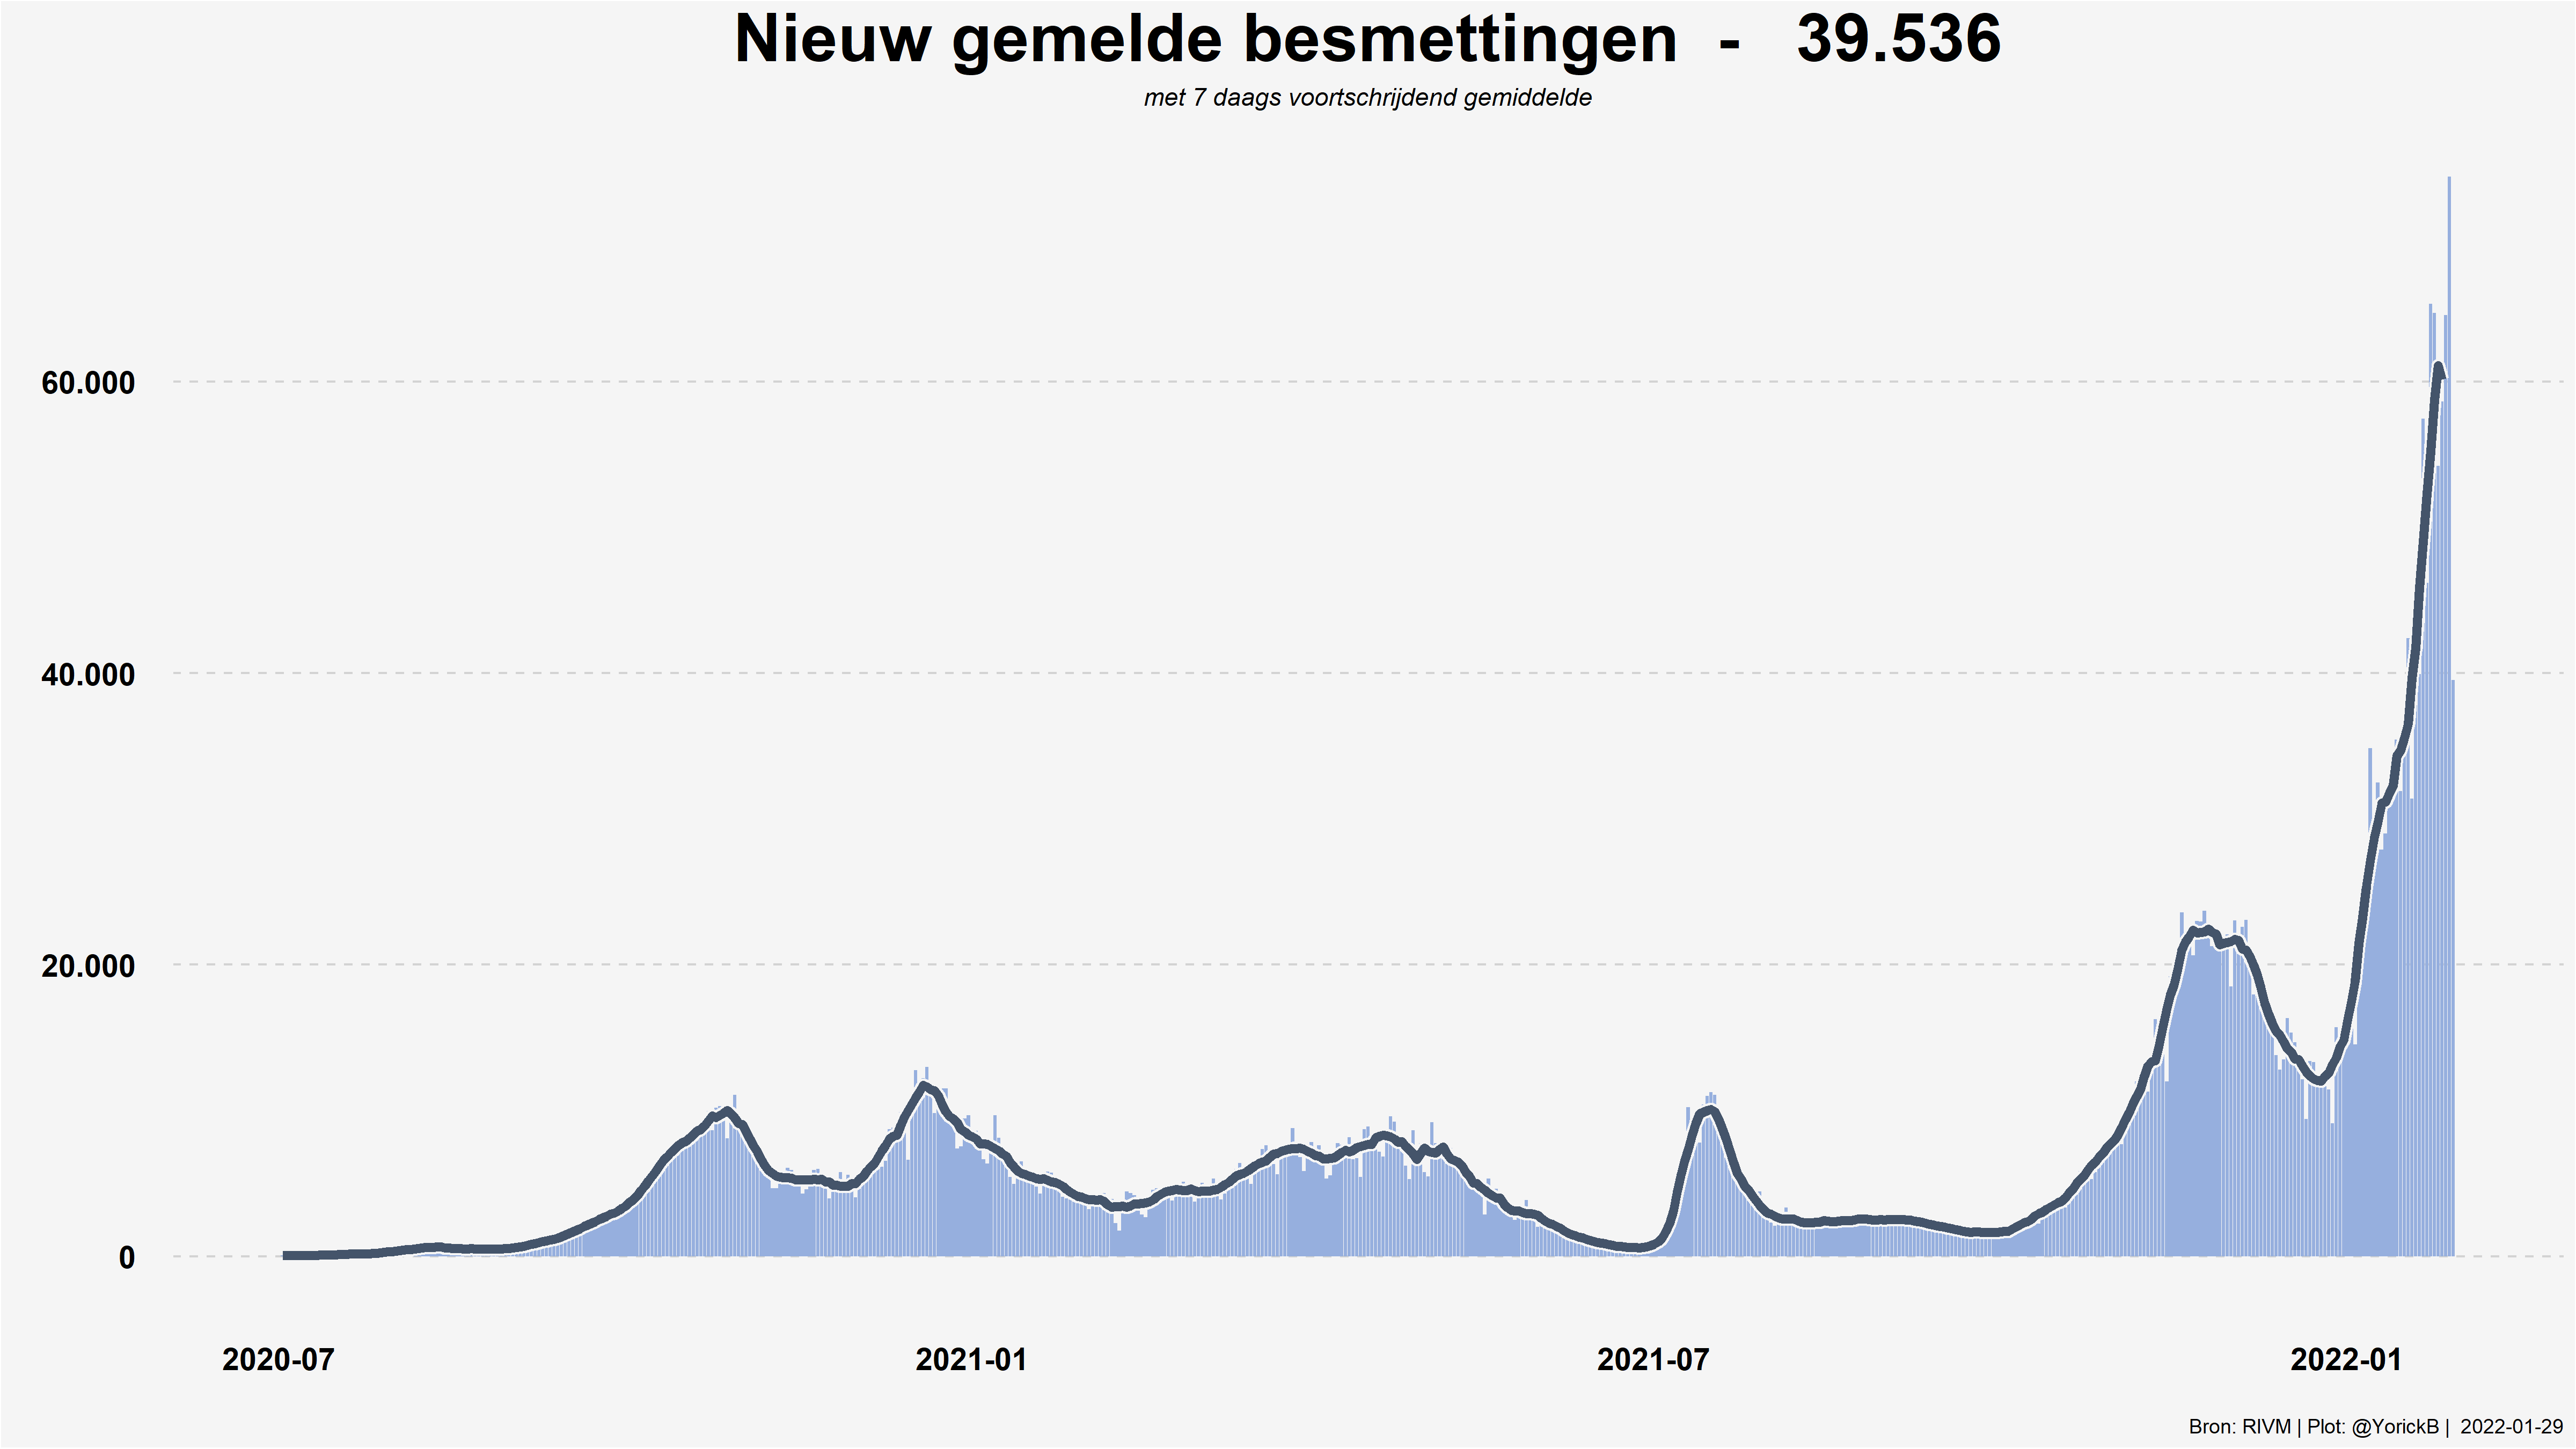 Nieuw gemelde besmettingen - 39.536
met 7 daags voortschrijdend gemiddelde
60.000
40.000
20.000
0
2020-07 2021-01 2021-07 2022-01
Bron: RIVM | Plot: @YorickB | 2022-01-29